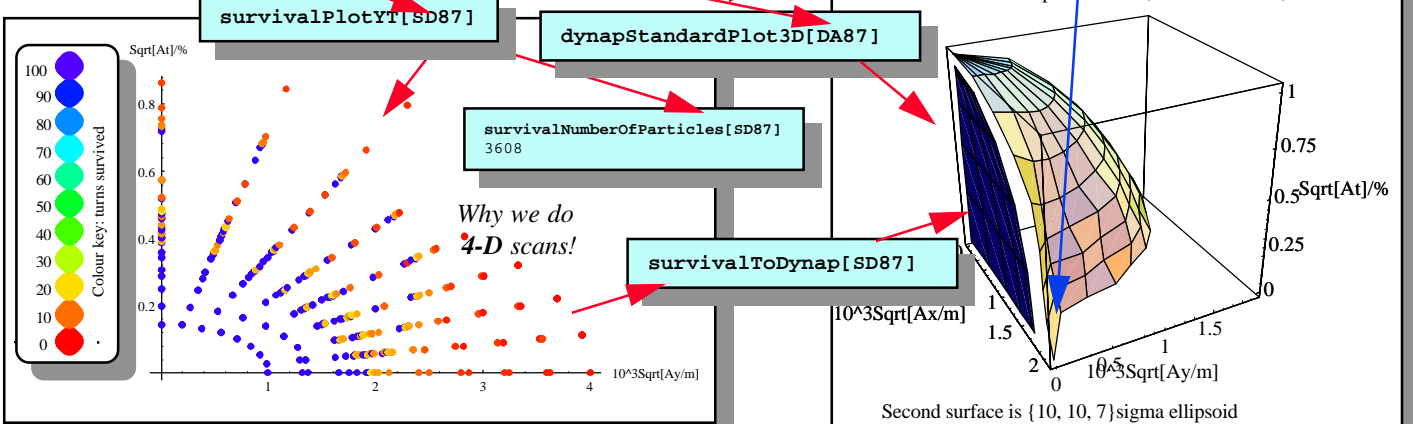 survivalPlotYT[SD87]
dynapStandardPlot3D[DA87]
Sqrt[At]/%
100
90
80
70
60
50
40
30
20
10
0
Colour key: turns survived
0.8
0.6
0.4
0.2
1
2
3
4
10^3Sqrt[Ay/m]
survivalNumberOfParticles[SD87]
3608
Why we do
4-D scans!
survivalToDynap[SD87]
1
0.75
0.5
Sqrt[At]/%
0.25
0
10^3Sqrt[Ax/m]
1
1.5
2
0
0.5
1
1.5
10^3Sqrt[Ay/m]
Second surface is {10, 10, 7}sigma ellipsoid